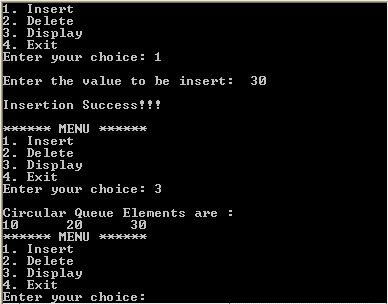 1. Insert
2. Delete
3. Display
4. Exit
Enter your choice: 1
Enter the value to be insert:  30
Insertion Success!!!
****** MENU ******
1. Insert
2. Delete
3. Display
4. Exit
Enter your choice: 3
Circular Queue Elements are :
10      20      30
****** MENU ******
1. Insert
2. Delete
3. Display
4. Exit
Enter your choice: